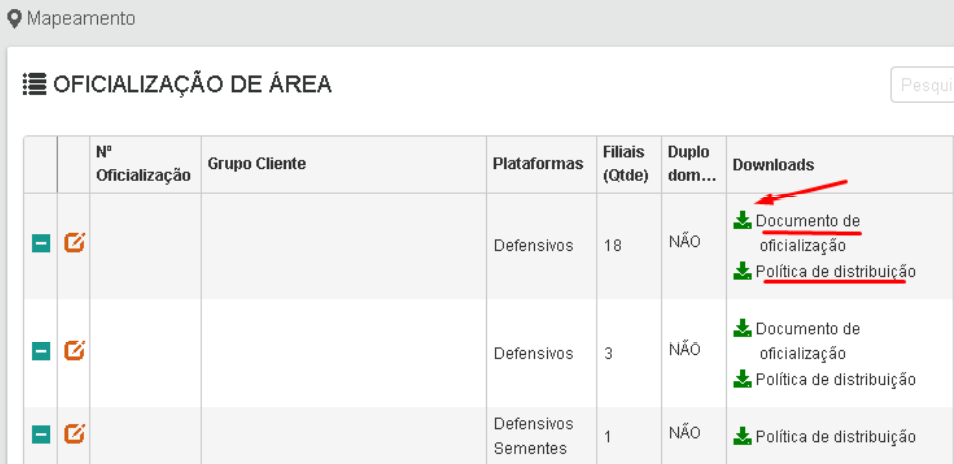 Mapeamento
OFICIALIZAÇÃO DE ÁREA
Pesqui
Nº
Oficialização
Grupo Cliente
Plataformas
Filiais
(Qtde)
Duplo
dom...
Downloads
Defensivos
18
NÃO
Documento de
oficialização
Política de distribuição
Defensivos
3
NÃO
Documento de
oficialização
Política de distribuição
Defensivos
Sementes
1
NÃO
Política de distribuição